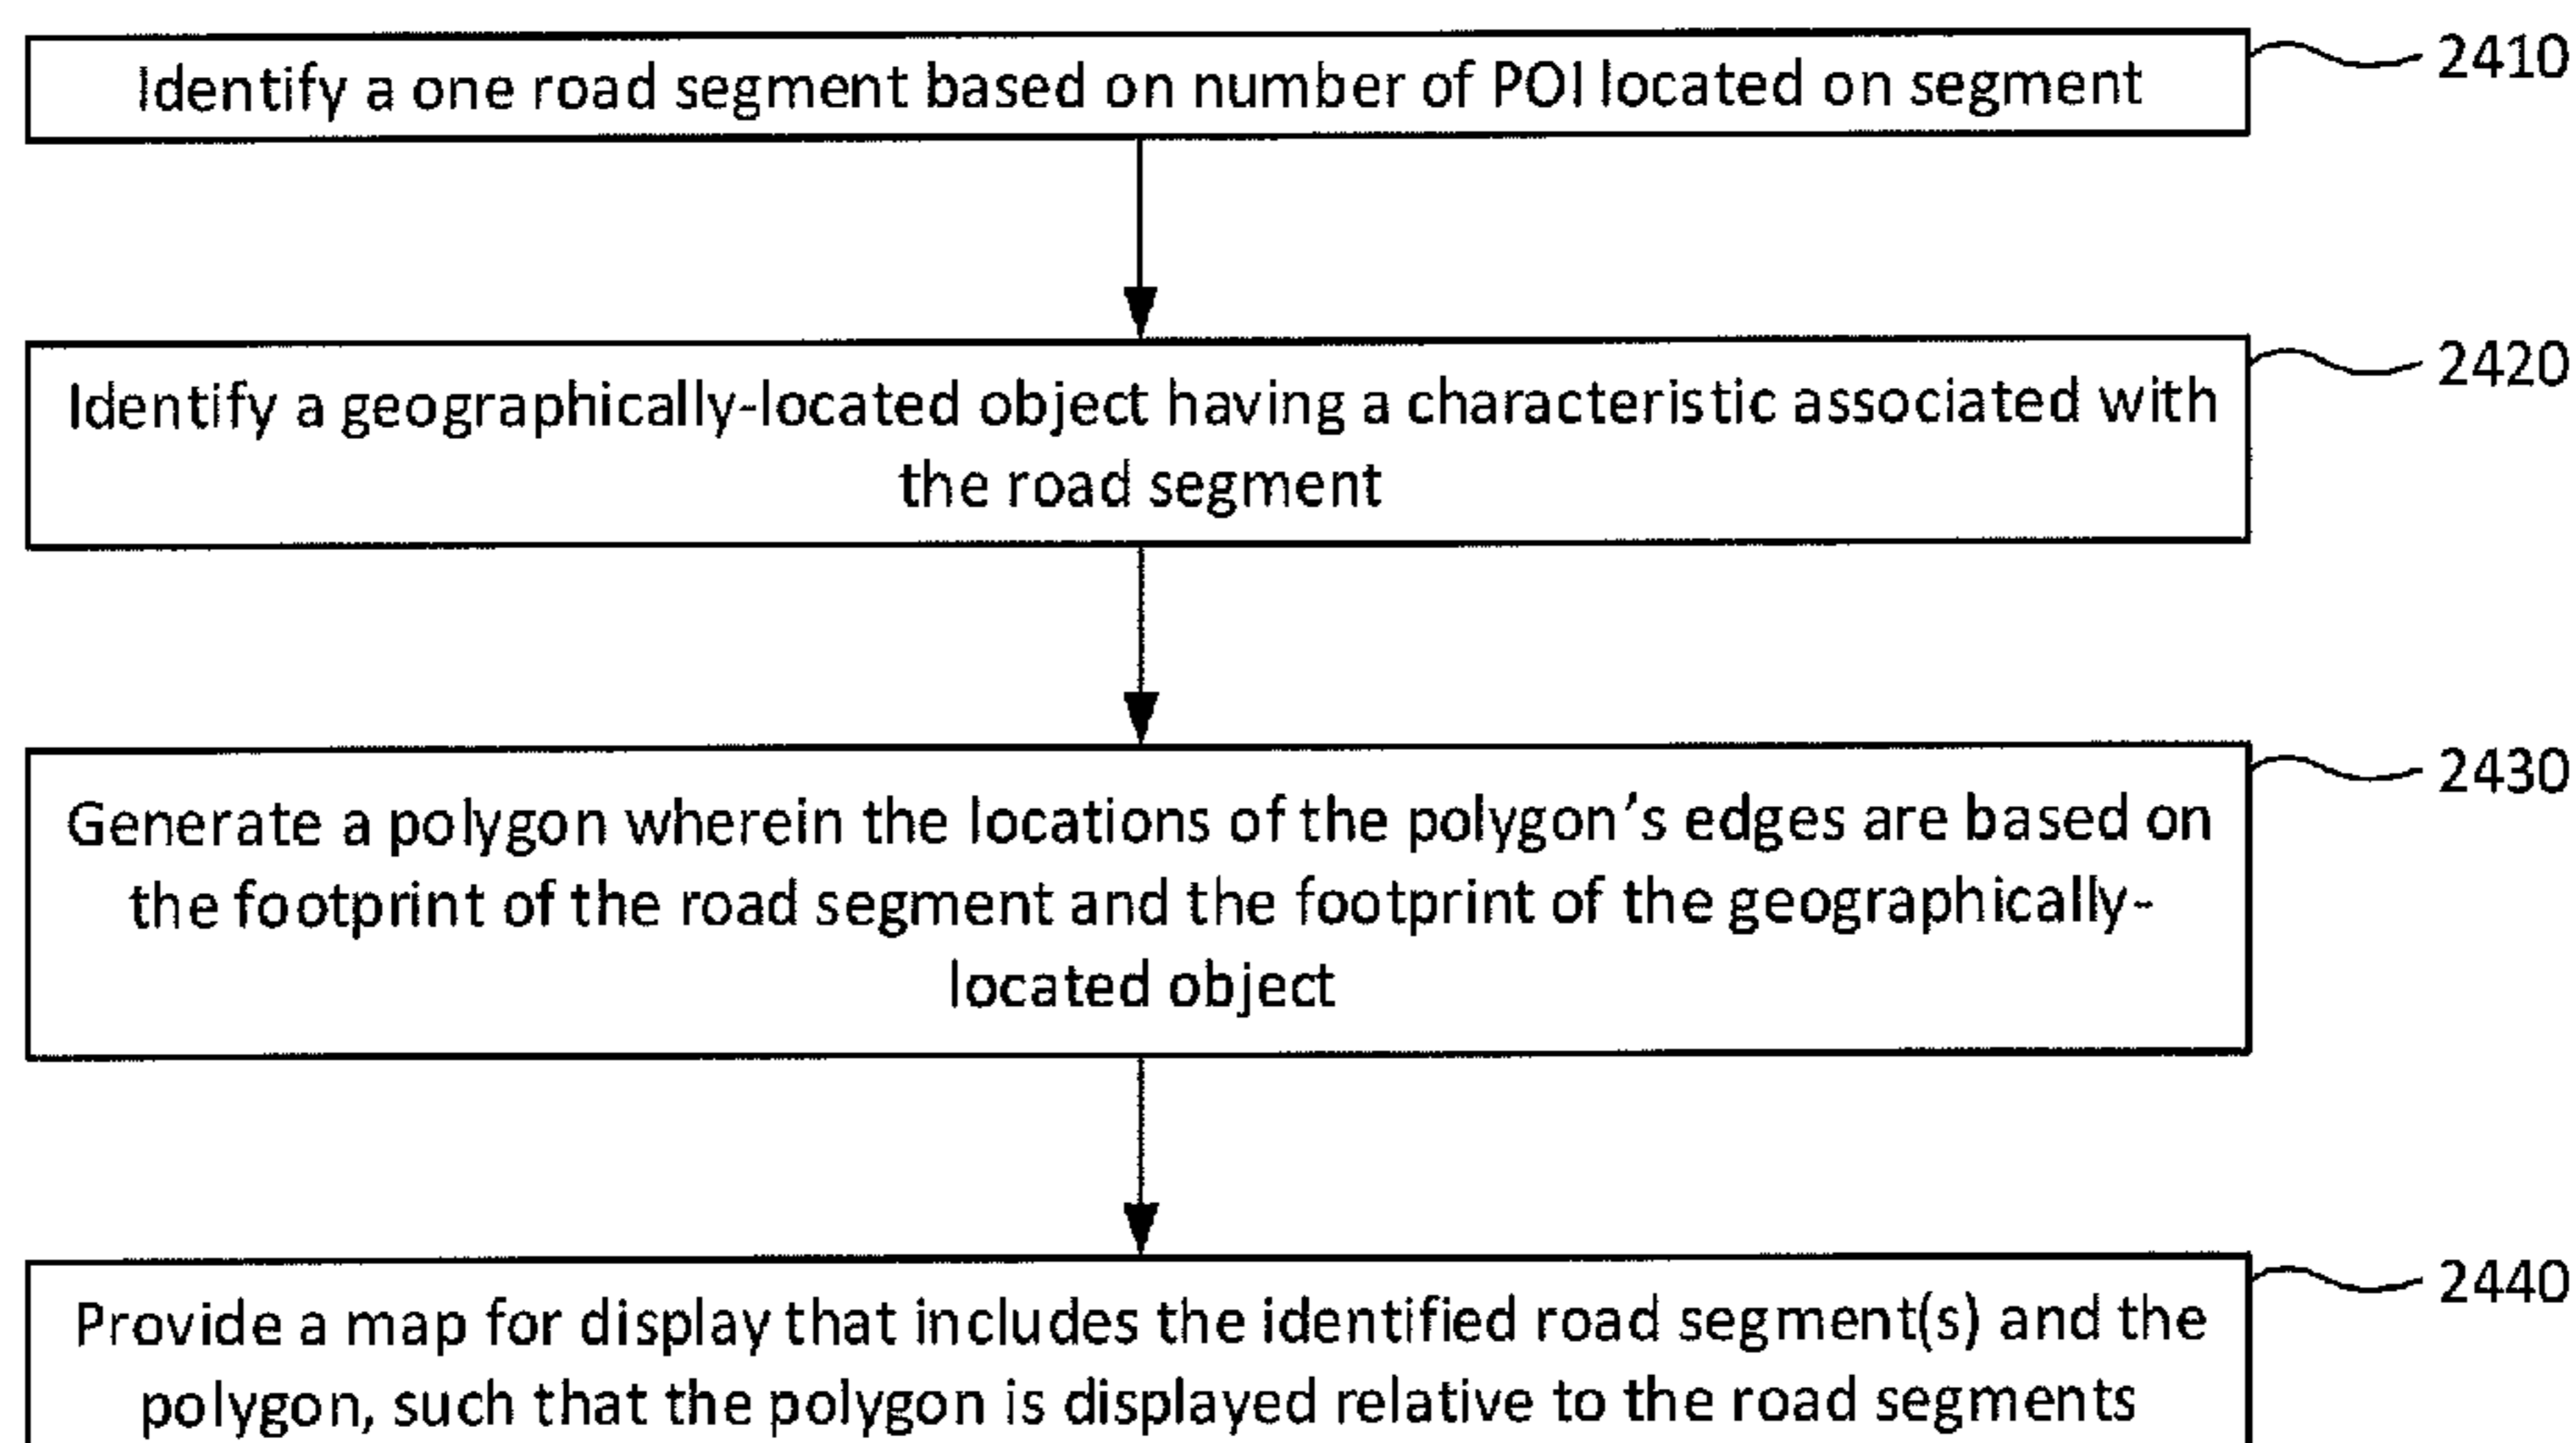 Identify a one road segment based on number of POI located on segment
2410
Identify a geographically-located object having a characteristic associated with
the road segment
2420
Generate a polygon wherein the locations of the polygon's edges are based on
the footprint of the road segment and the footprint of the geographically-
located object
2430
Provide a map for display that includes the identified road segment(s) and the
polygon, such that the polygon is displayed relative to the road segments
2440